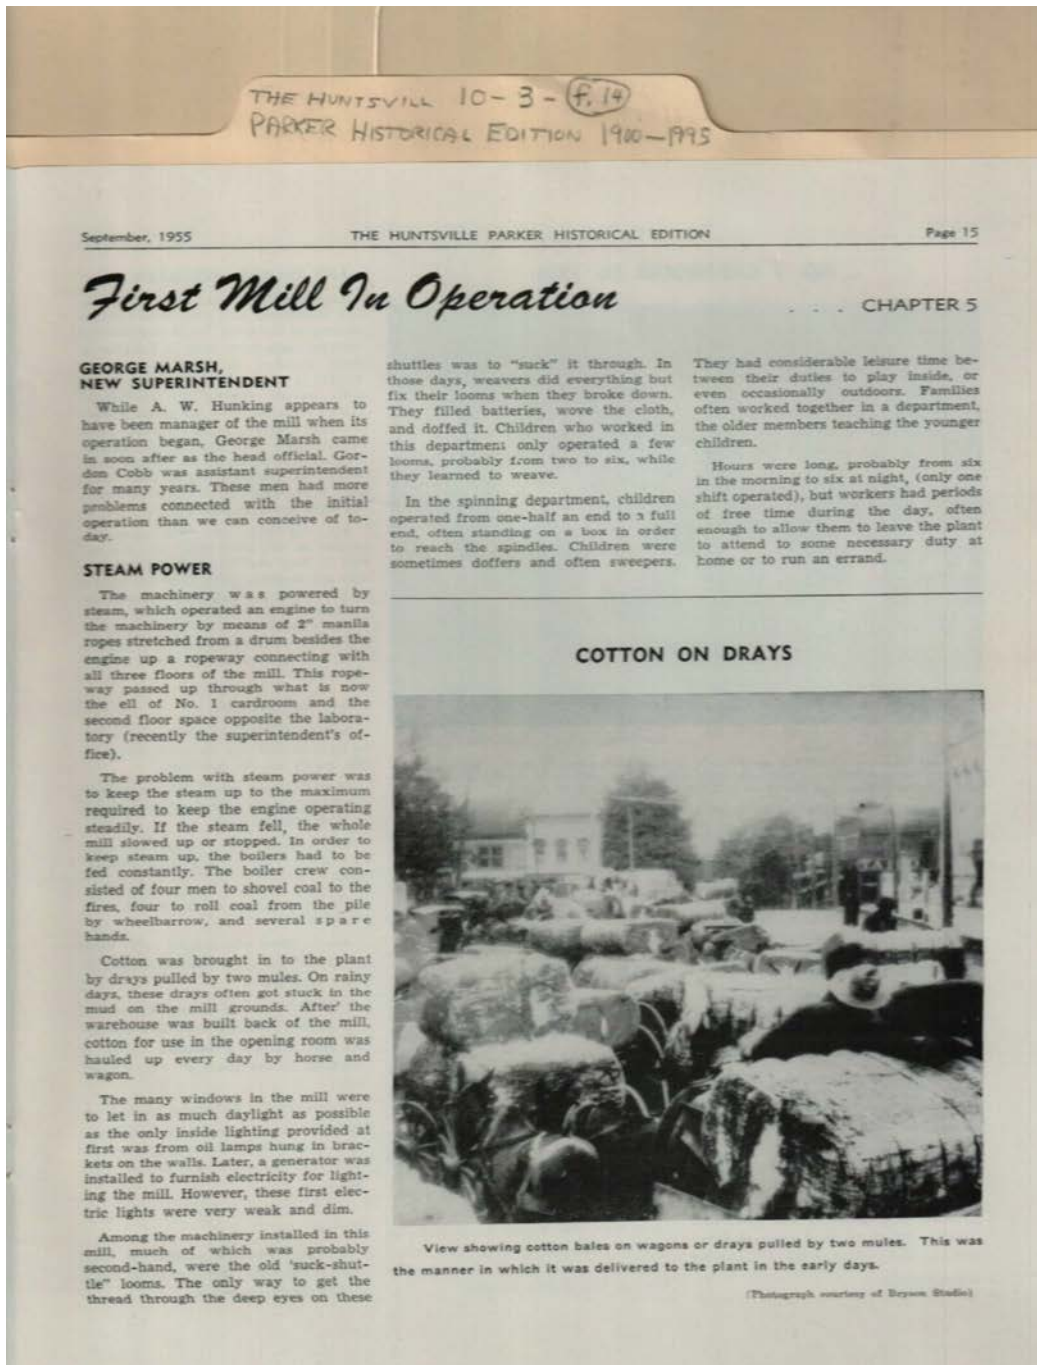 THE HUNTSVILL 10-3-f.14
PARKER HISTORICAL EDITION 1900-1995
September, 1955
THE HUNTSVILLE PARKER HISTORICAL EDITION
Page 15
First Mill In Operation
. . . CHAPTER 5
GEORGE MARSH,
NEW SUPERINTENDENT
While A. W. Hunking appears to
have been manager of the mill when its
operation began, George Marsh came
in soon after as the head official. Gor-
don Cobb was assistant superintendent
for many years. These men had more
problems connected with the initial
operation than we can conceive of to-
day.
STEAM POWER
The machinery was powered by
steam, which operated an engine to turn
the machinery by means of 2" manila
ropes stretched from a drum besides the
engine up a ropeway connecting with
all three floors of the mill. This rope-
way passed up through what is now
the ell of No. 1 cardroom and the
second floor space opposite the labora-
tory (recently the superintendent's of-
fice).
The problem with steam power was
to keep the steam up to the maximum
required to keep the engine operating
steadily. If the steam fell, the whole
mill slowed up or stopped. In order to
keep steam up, the boilers had to be
fed constantly. The boiler crew con-
sisted of four men to shovel coal to the
fires, four to roll coal from the pile
by wheelbarrow, and several spare
hands.
Cotton was brought in to the plant
by drays pulled by two mules. On rainy
days, these drays often got stuck in the
mud on the mill grounds. After' the
warehouse was built back of the mill,
cotton for use in the opening room was
hauled up every day by horse and
wagon.
The many windows in the mill were
to let in as much daylight as possible
as the only inside lighting provided at
first was from oil lamps hung in brac-
kets on the walls. Later, a generator was
installed to furnish electricity for light-
ing the mill. However, these first elec-
tric lights were very weak and dim.
Among the machinery installed in this
mill, much of which was probably
second-hand, were the old 'suck-shut-
tle" looms. The only way to get the
thread through the deep eyes on these
shuttles was to "suck" it through. In
those days, weavers did everything but
fix their looms when they broke down.
They filled batteries, wove the cloth,
and doffed it. Children who worked in
this department only operated a few
looms, probably from two to six, while
they learned to weave.
In the spinning department, children
operated from one-half an end to a full
end, often standing on a box in order
to reach the spindles. Children were
sometimes doffers and often sweepers.
They had considerable leisure time be-
tween their duties to play inside, or
even occasionally outdoors. Families
often worked together in a department,
the older members teaching the younger
children.
Hours were long, probably from six
in the morning to six at night, (only one
shift operated), but workers had periods
of free time during the day, often
enough to allow them to leave the plant
to attend to some necessary duty at
home or to run an errand.
COTTON ON DRAYS
View showing cotton bales on wagons or drays pulled by two mules. This was
the manner in which it was delivered to the plant in the early days.
(Photograph courtesy of Bryson Studio)